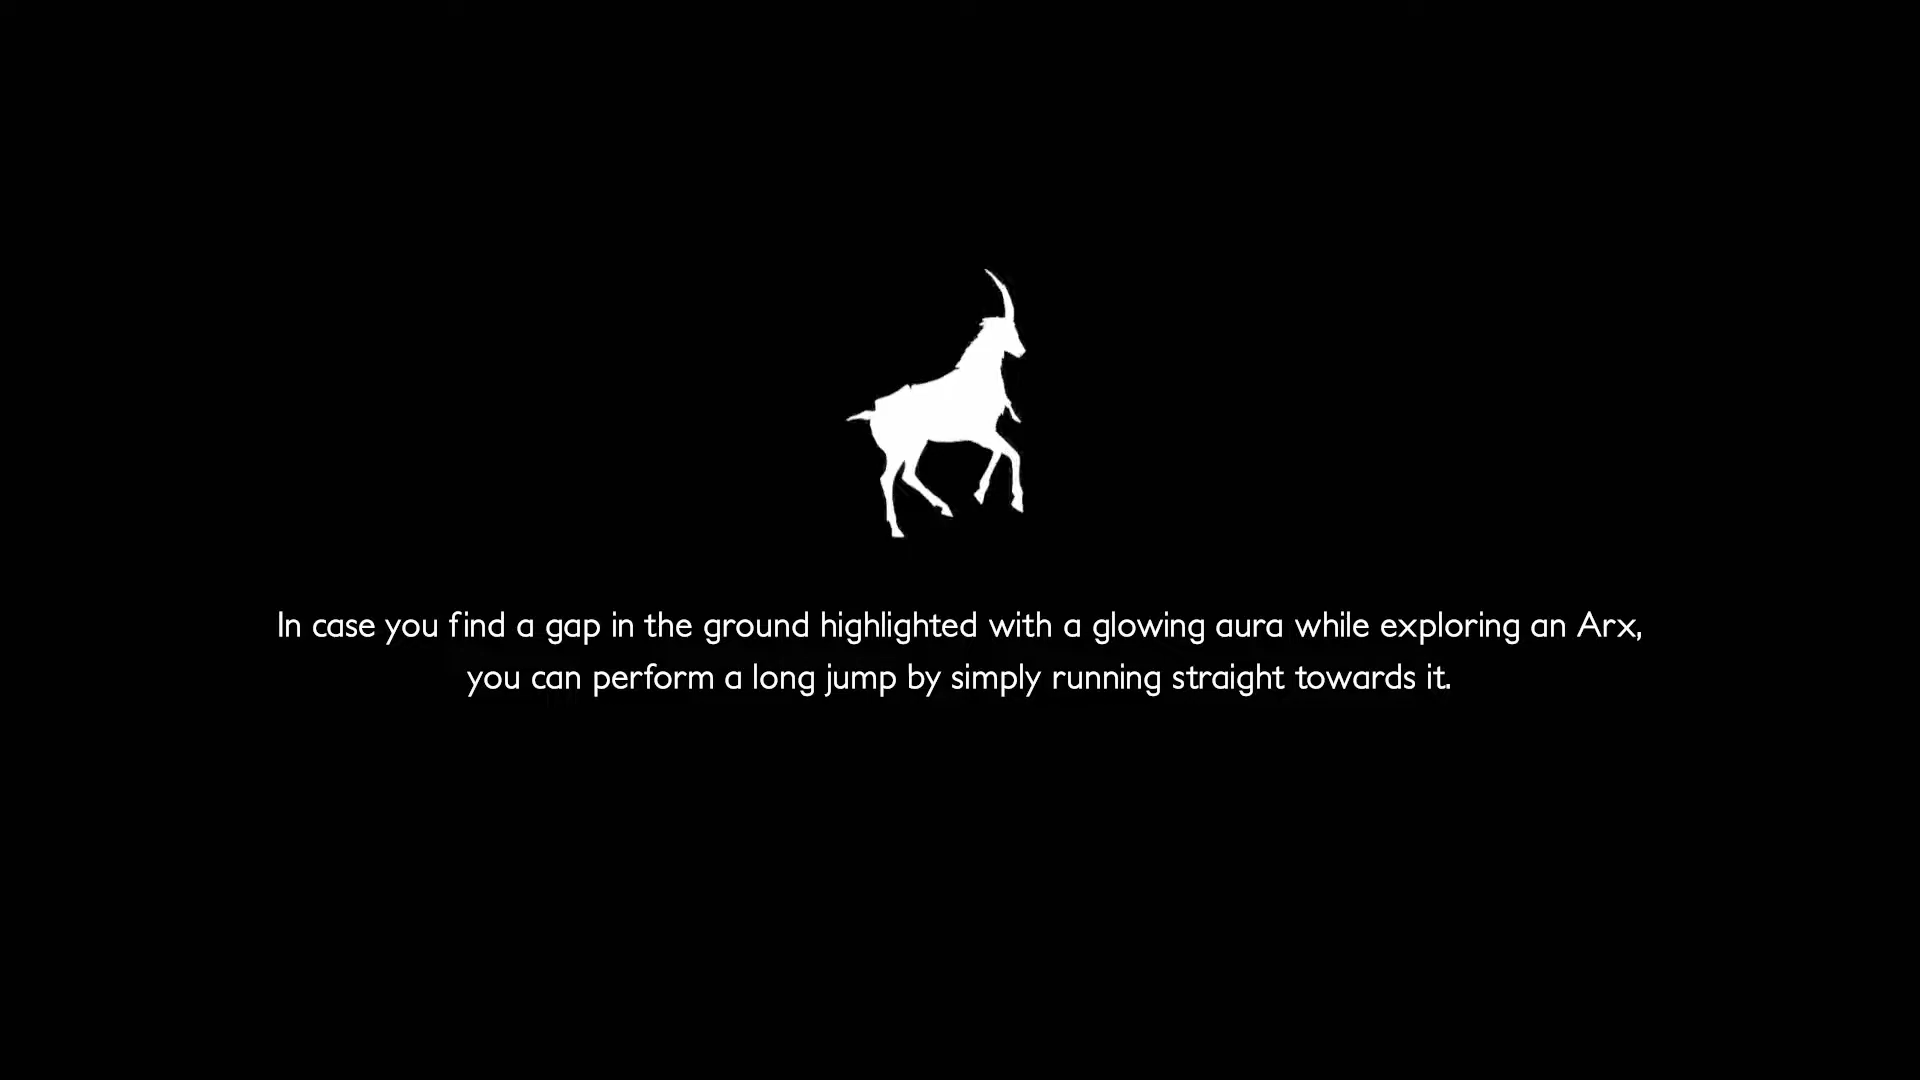 In case you find a gap in the ground highlighted with a glowing aura while exploring an Arx,
you can perform a long jump by simply running straight towards it.